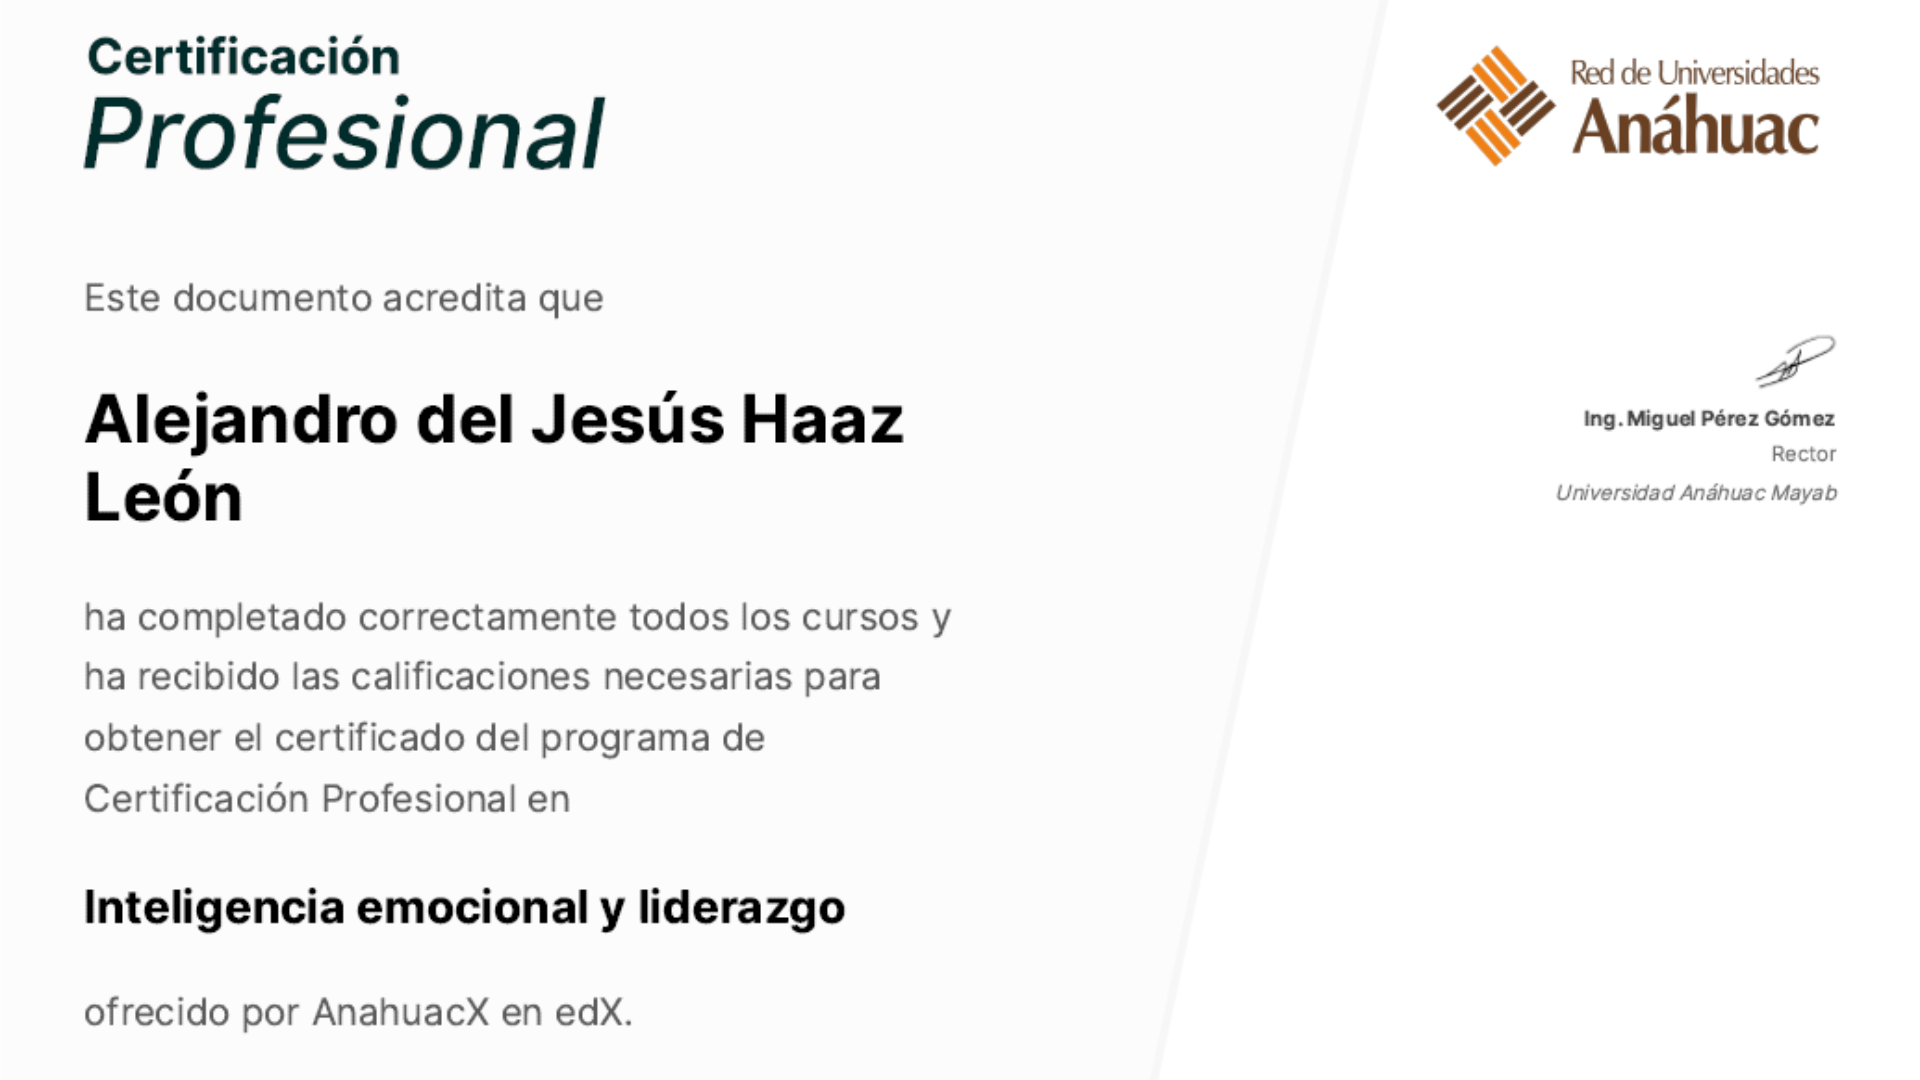 Certificación
Profesional
Red de Universidades
Anáhuac
Este documento acredita que
Alejandro del Jesús Haaz
León
ha completado correctamente todos los cursos y
ha recibido las calificaciones necesarias para
obtener el certificado del programa de
Certificación Profesional en
Inteligencia emocional y liderazgo
ofrecido por AnahuacX en edX.
Ing. Miguel Pérez Gómez
Rector
Universidad Anáhuac Mayab